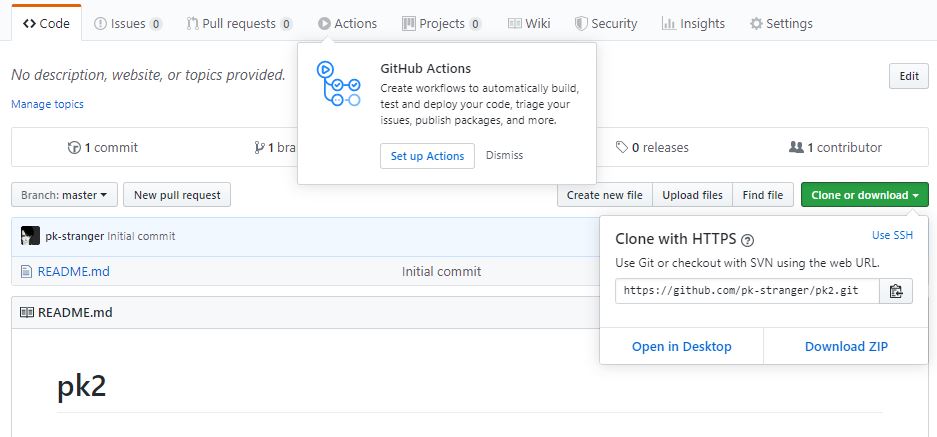 Code Issues 0 Pull requests 0 Actions Projects 0 Wiki Security Insights Settings
GitHub Actions
Create workflows to automatically build,
test and deploy your code, triage your
issues, publish packages, and more.
Set up Actions Dismiss
No description, website, or topics provided. Edit
Manage topics
1 commit 1 bra 0 releases 1 contributor
Branch: master New pull request Create new file Upload files Find file Clone or download
pk-stranger Initial commit
README.md Initial commit
README.md
pk2
Clone with HTTPS Use SSH
Use Git or checkout with SVN using the web URL.
https://github.com/pk-stranger/pk2.git
Open in Desktop Download ZIP